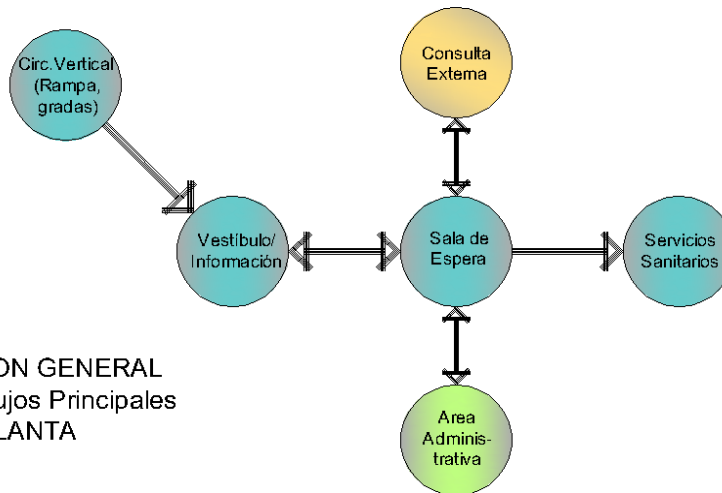 Circ.Vertical
(Rampa,
gradas)
Consulta
Externa
Vestíbulo/
Información
Sala de
Espera
Servicios
Sanitarios
ON GENERAL
ujos Principales
LANTA
Area
Adminis-
trativa